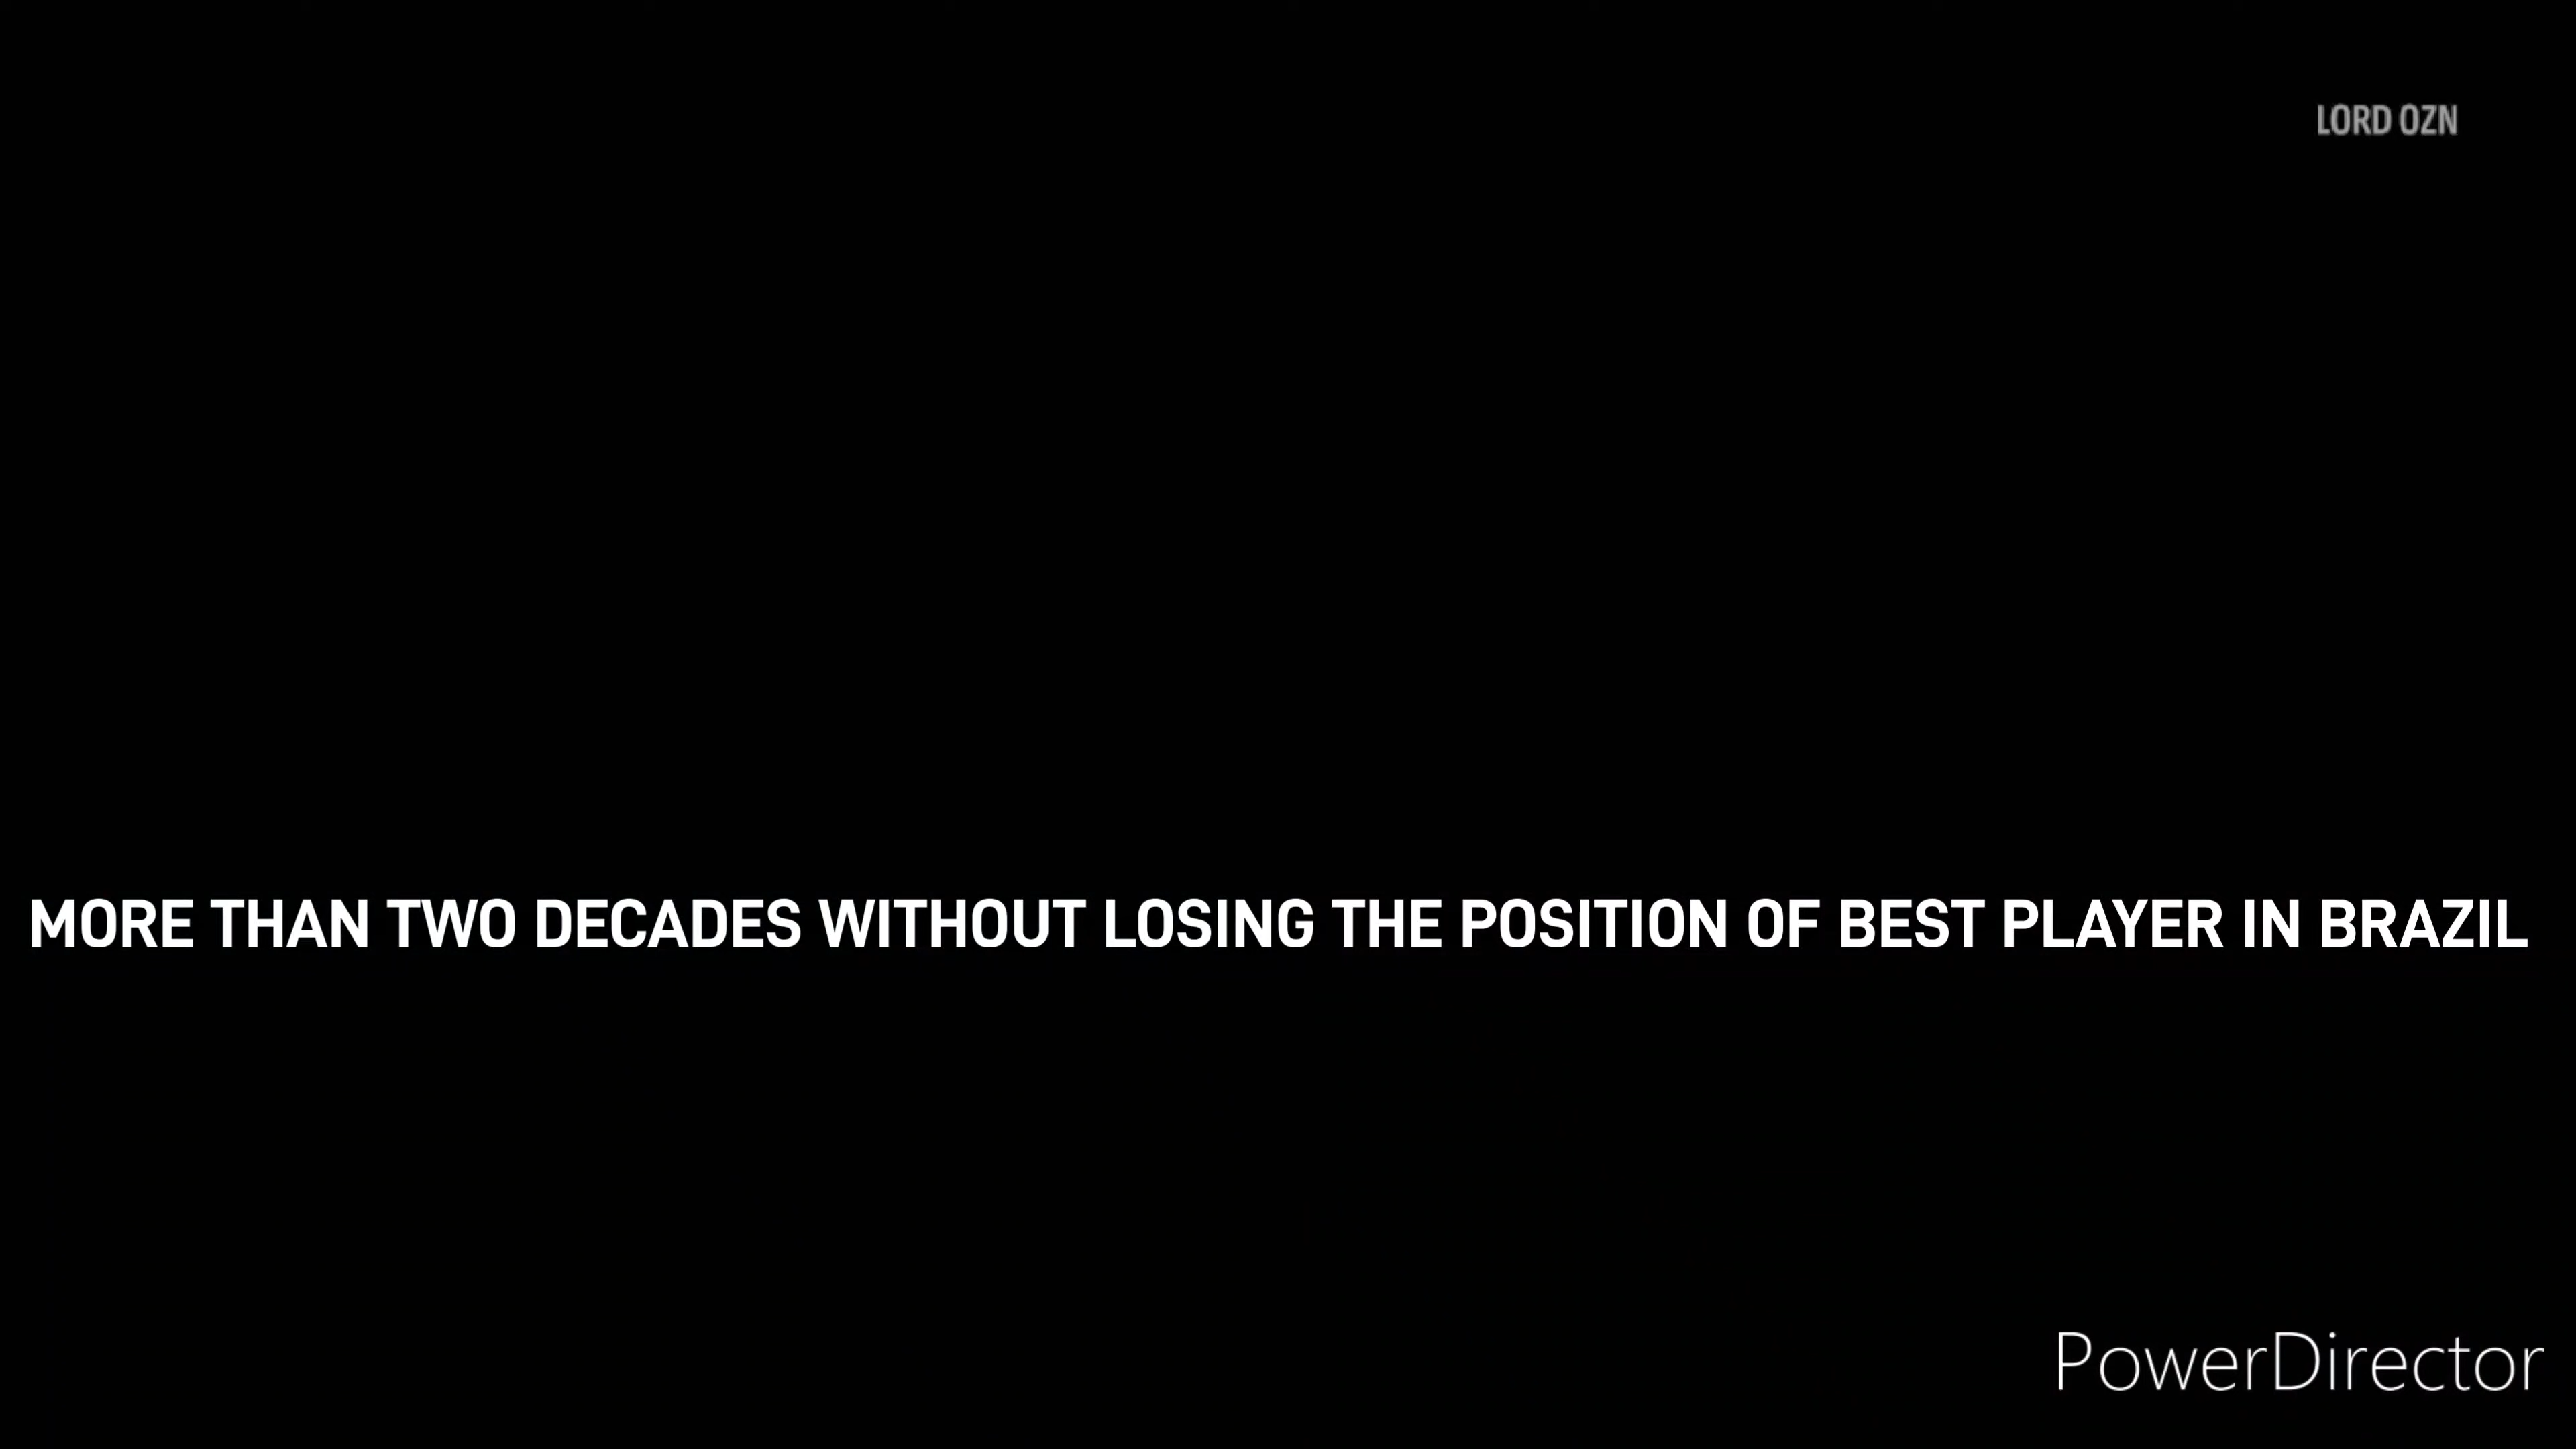 LORD OZN
MORE THAN TWO DECADES WITHOUT LOSING THE POSITION OF BEST PLAYER IN BRAZIL
PowerDirector